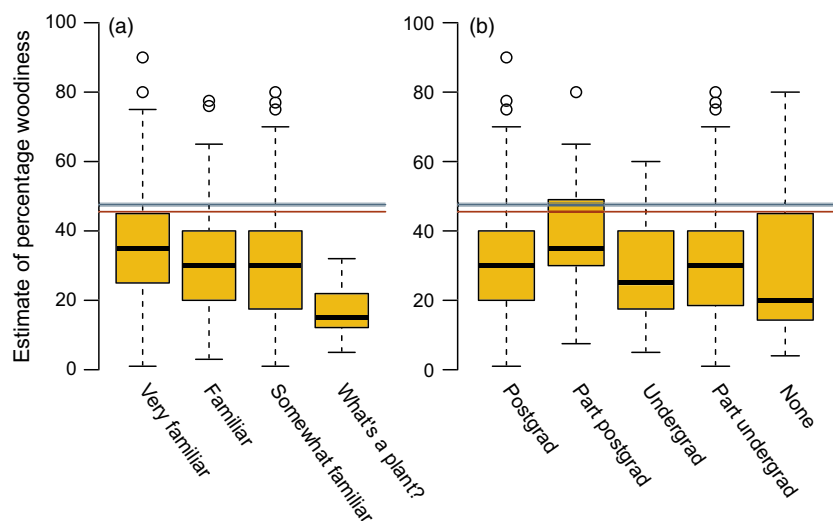 (a)
(b)
Estimate of percentage woodiness
100
80
60
40
20
0
Very familiar
Familiar
Somewhat familiar
What's a plant?
100
80
60
40
20
0
Postgrad
Part postgrad
Undergrad
Part undergrad
None